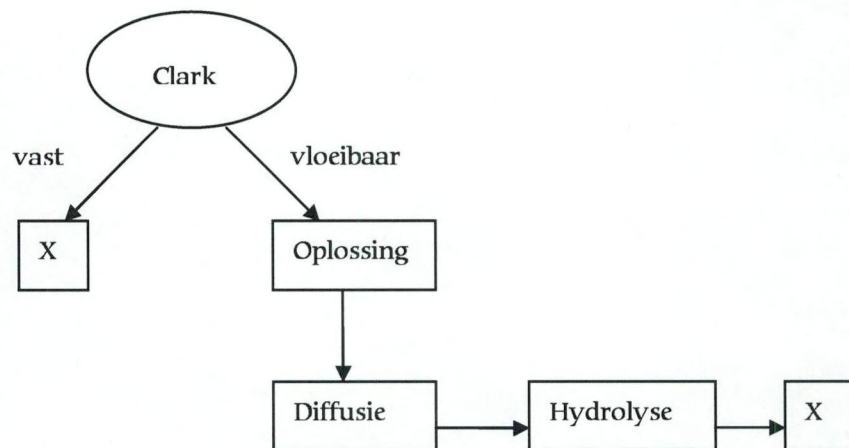 Clark
vast
vloeibaar
X
Oplossing
Diffusie
Hydrolyse
X